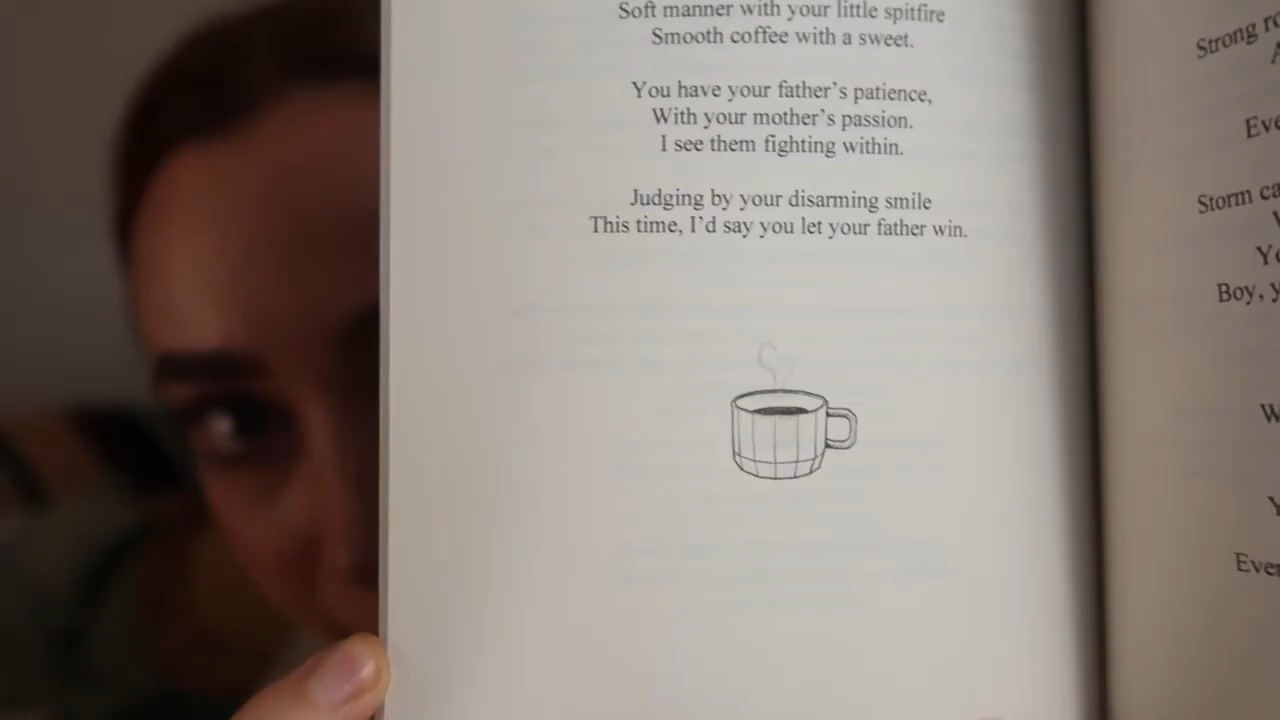 Soft manner with your little spitfire
Smooth coffee with a sweet.
You have your father's patience,
With your mother's passion.
I see them fighting within.
Judging by your disarming smile
This time, I'd say you let your father win.
Strong
Storm
Boy,